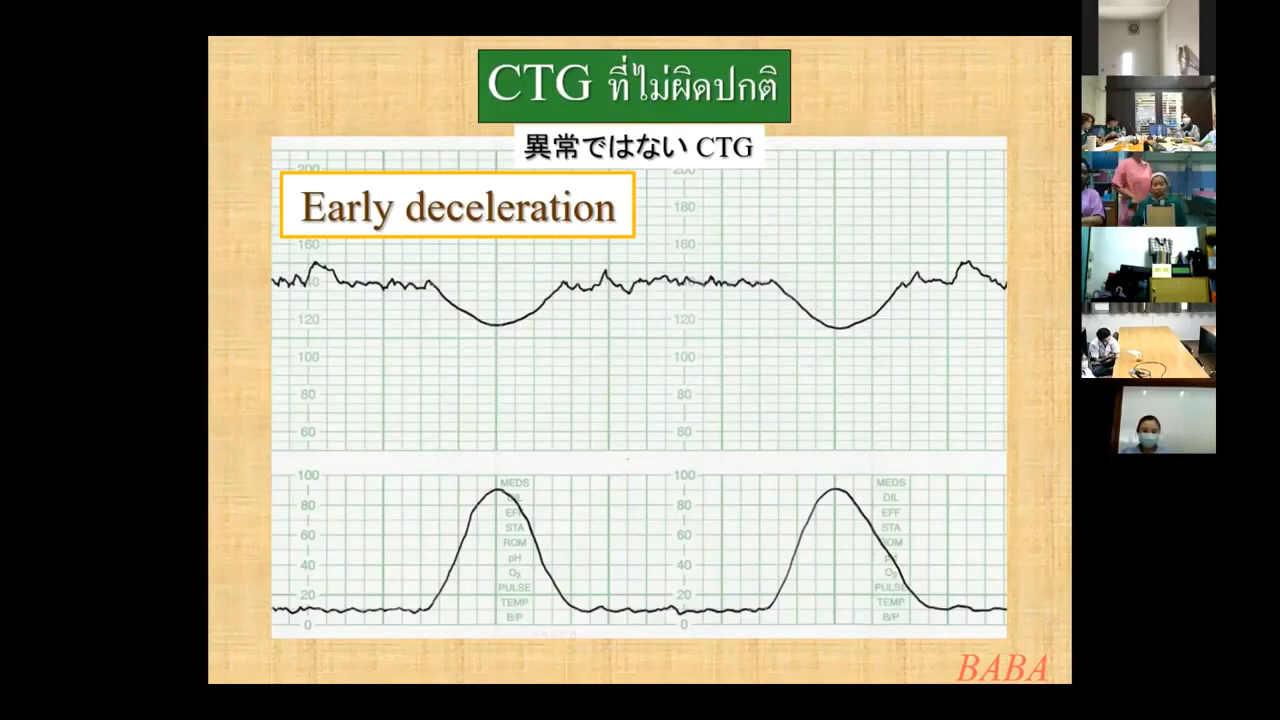 CTG ที่ไม่ผิดปกติ
異常ではない CTG
Early deceleration
200 200
180
160 160
140
120 120
100 100
80 80
60 60
100 MEDS 100 MEDS
80 DIL 80 DIL
EFF EFF
60 STA 60 STA
ROM ROM
40 pH 40 pH
O₂ O₂
20 PULSE 20 PULSE
TEMP TEMP
0 B/P 0 B/P
BABA